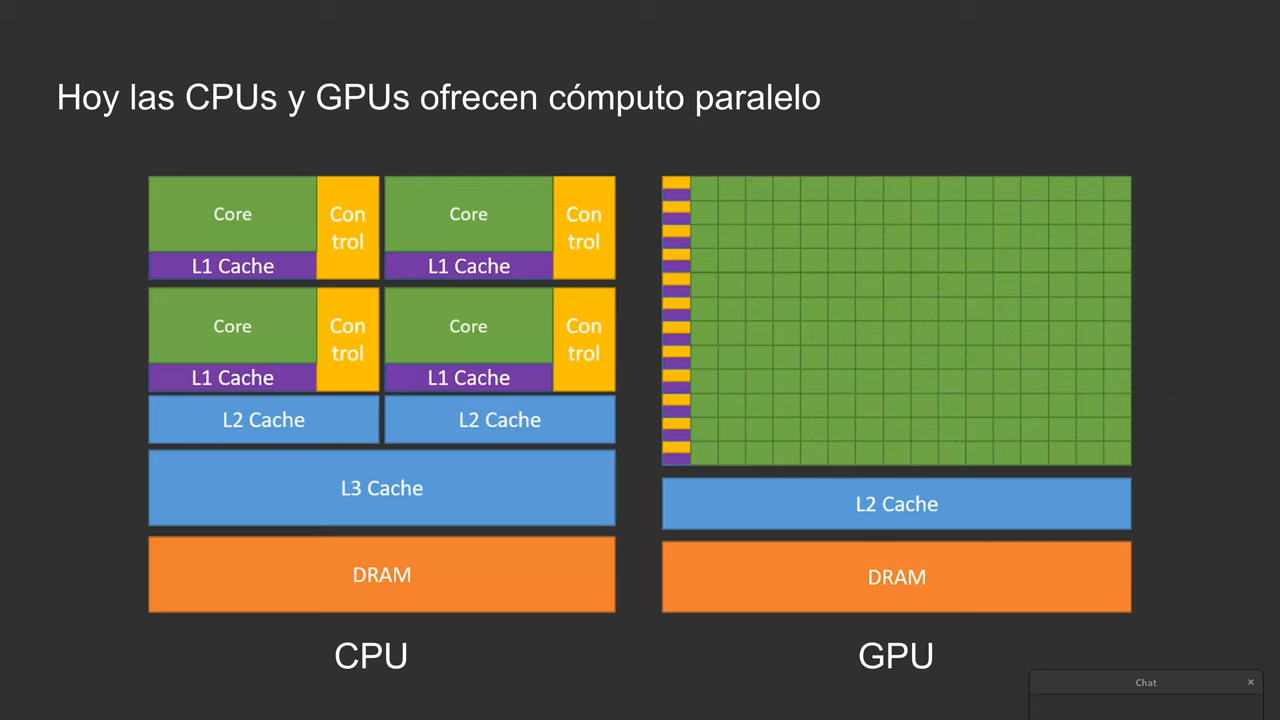 Hoy las CPUs y GPUs ofrecen cómputo paralelo
Core
Con
trol
L1 Cache
Core
Con
trol
L1 Cache
Core
Con
trol
L1 Cache
Core
Con
trol
L1 Cache
L2 Cache
L2 Cache
L3 Cache
DRAM
CPU
L2 Cache
DRAM
GPU
Chat